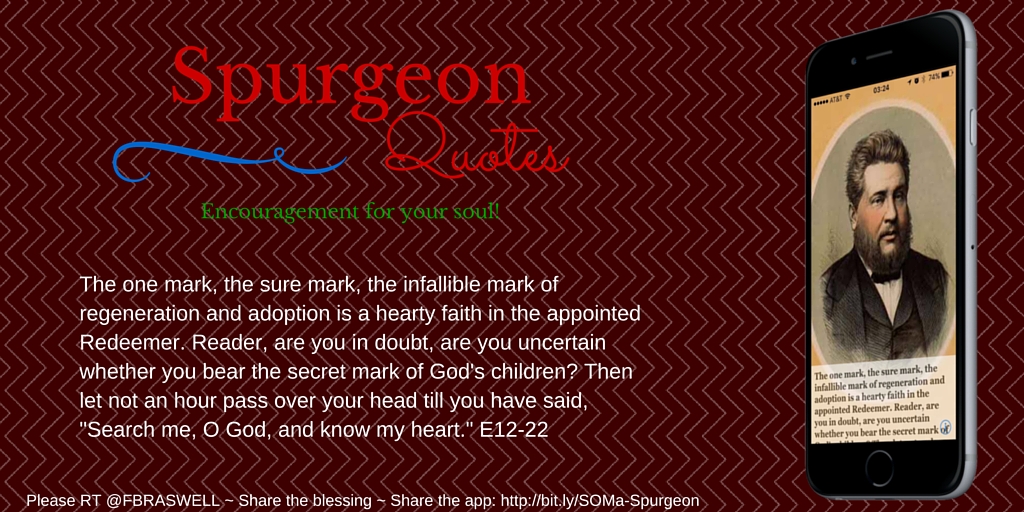 Spurgeon
Quotes
Encouragement for your soul!
The one mark, the sure mark, the infallible mark of
regeneration and adoption is a hearty faith in the appointed
Redeemer. Reader, are you in doubt, are you uncertain
whether you bear the secret mark of God's children? Then
let not an hour pass over your head till you have said,
"Search me, O God, and know my heart." E12-22
Please RT @FBRASWELL ~ Share the blessing ~ Share the app: http://bit.ly/SOMa-Spurgeon
AT&T 03:24 74%
The one mark, the sure mark, the
infallible mark of regeneration and
adoption is a hearty faith in the
appointed Redeemer. Reader, are
you in doubt, are you uncertain
whether you bear the secret mark of